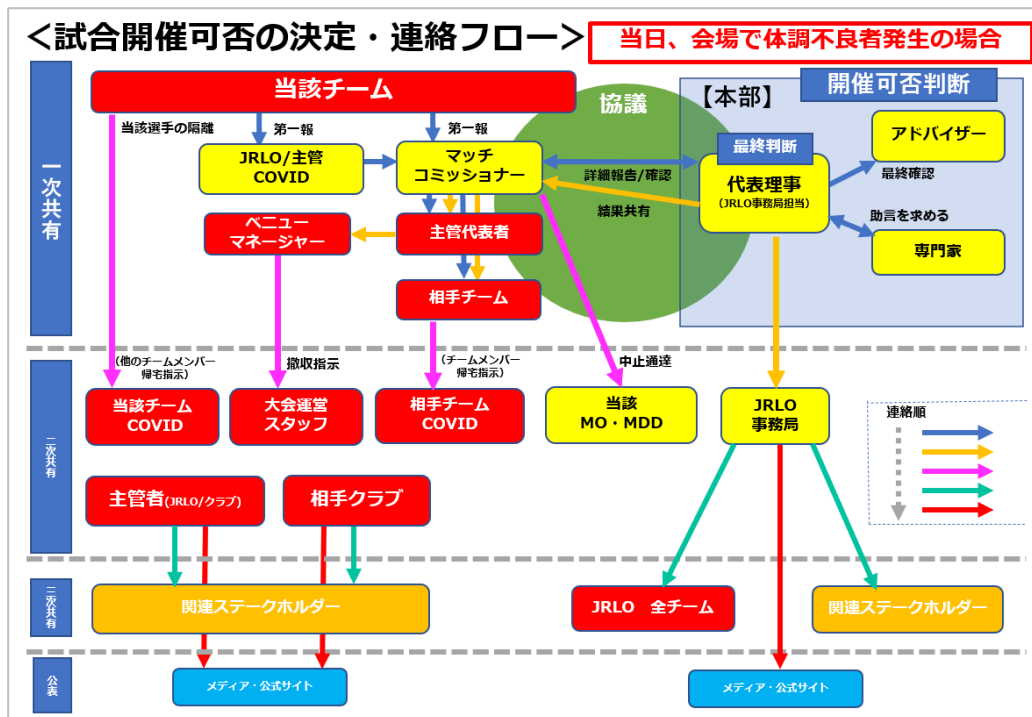 <試合開催可否の決定・連絡フロー>
当日、会場で体調不良者発生の場合
一次共有
当該チーム
協議
【本部】
開催可否判断
当該選手の隔離
第一報
第一報
JRLO/主管
COVID
マッチ
コミッショナー
詳細報告/確認
結果共有
最終判断
代表理事
(JRLO事務局担当)
アドバイザー
最終確認
助言を求める
専門家
ベニュー
マネージャー
主管代表者
相手チーム
二次共有
(他のチームメンバー
帰宅指示)
撤収指示
(チームメンバー
帰宅指示)
中止通達
当該チーム
COVID
大会運営
スタッフ
相手チーム
COVID
当該
MO・MDD
JRLO
事務局
連絡順
主管者(JRLO/クラブ)
相手クラブ
三次共有
関連ステークホルダー
JRLO 全チーム
関連ステークホルダー
公表
メディア・公式サイト
メディア・公式サイト